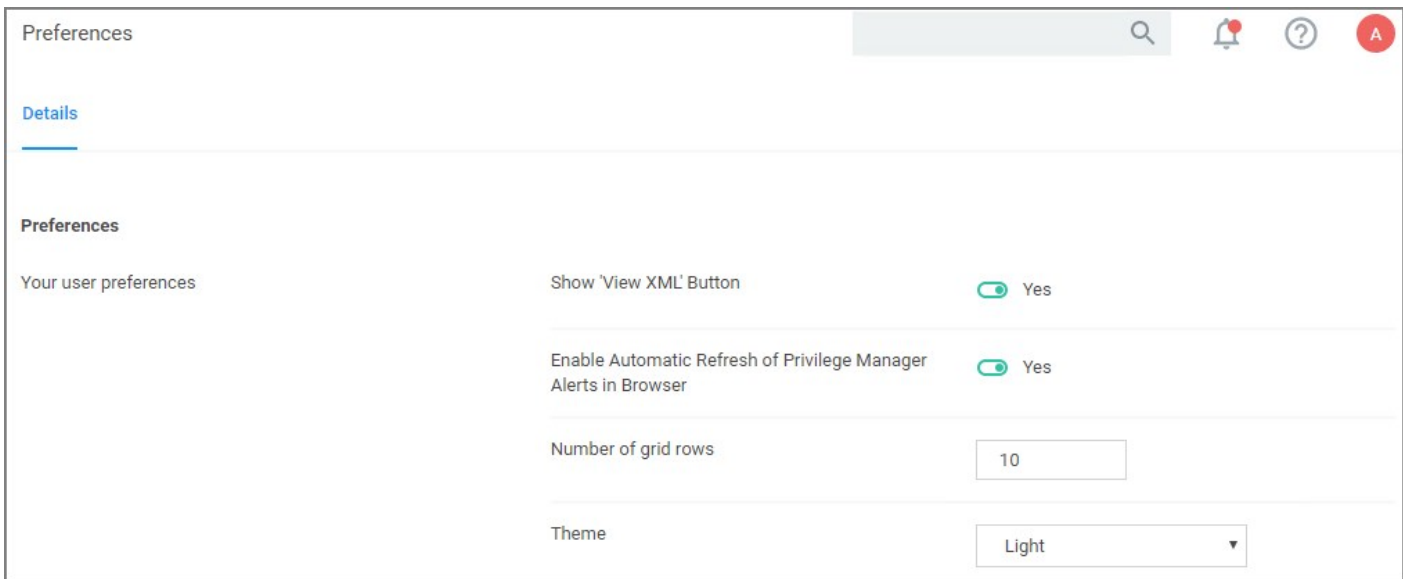 Preferences
A
Details
Preferences
Your user preferences
Show 'View XML' Button
Yes
Enable Automatic Refresh of Privilege Manager
Alerts in Browser
Yes
Number of grid rows
10
Theme
Light